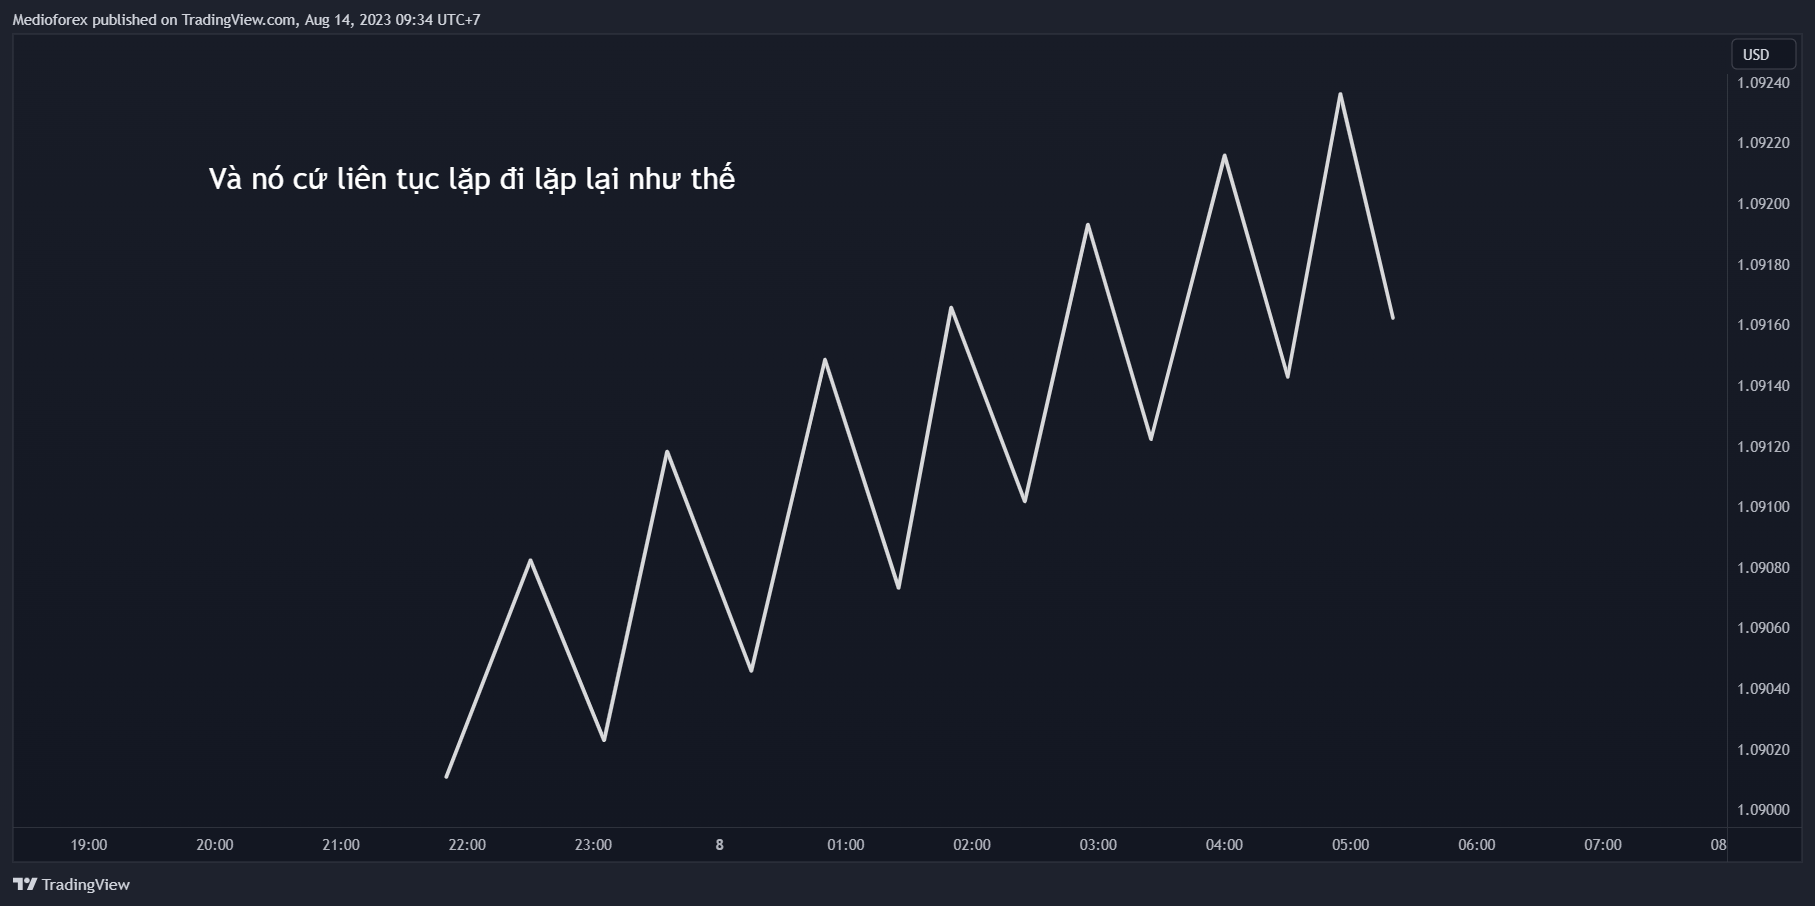 Medioforex published on TradingView.com, Aug 14, 2023 09:34 UTC+7
USD
1.09240
Và nó cứ liên tục lặp đi lặp lại như thế
1.09220
1.09200
1.09180
1.09160
1.09140
1.09120
1.09100
1.09080
1.09060
1.09040
1.09020
1.09000
19:00 20:00 21:00 22:00 23:00 8 01:00 02:00 03:00 04:00 05:00 06:00 07:00 08
TradingView